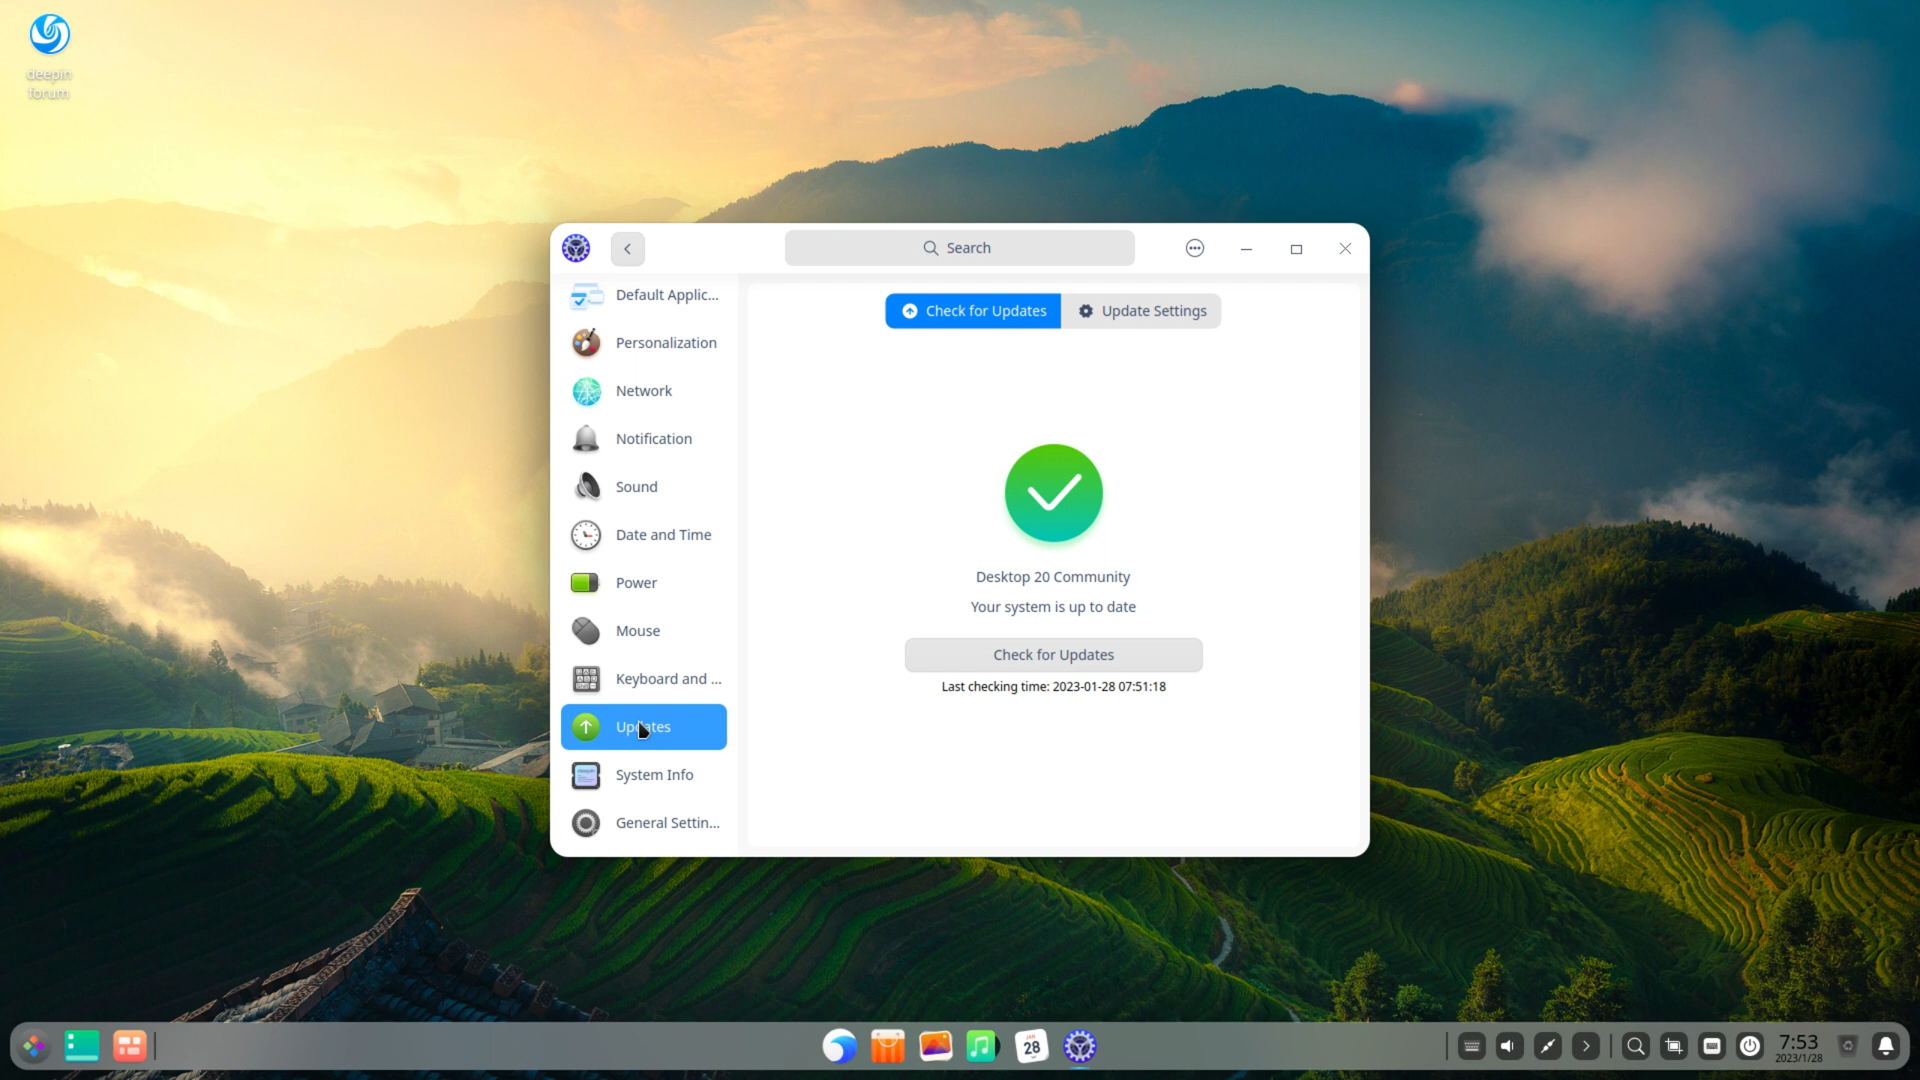 deepin
forum
Search
Default Applic...
Personalization
Network
Notification
Sound
Date and Time
Power
Mouse
Keyboard and ...
Updates
System Info
General Settin...
Check for Updates
Update Settings
Desktop 20 Community
Your system is up to date
Check for Updates
Last checking time: 2023-01-28 07:51:18
JAN
28
7:53
2023/1/28